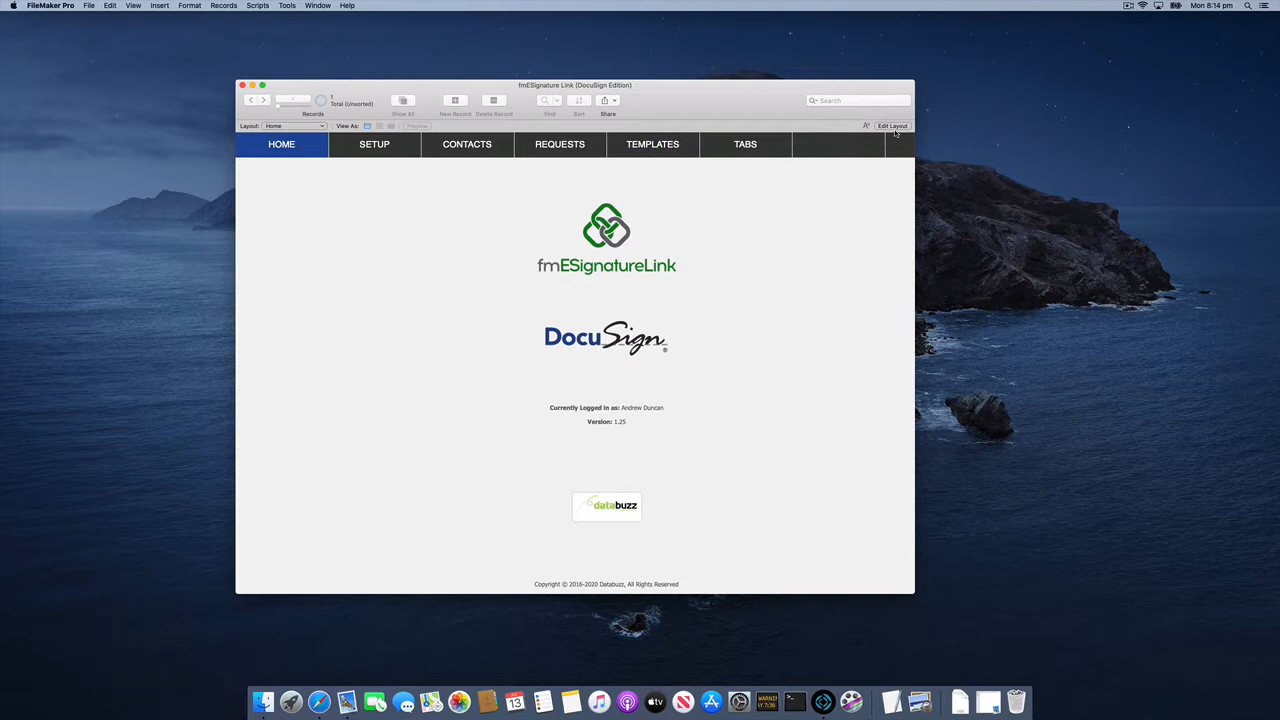 FileMaker Pro File Edit View Insert Format Records Scripts Tools Window Help Mon 8:14 pm
fmESignature Link (DocuSign Edition)
1
Total (Unsorted)
Search
Records Show All New Record Delete Record Find Sort Share
Layout: Home View As: Preview Edit Layout
HOME SETUP CONTACTS REQUESTS TEMPLATES TABS
fmESignatureLink
DocuSign
Currently Logged in as: Andrew Duncan
Version: 1.25
databuzz
Copyright © 2016-2020 Databuzz, All Rights Reserved
13
tv